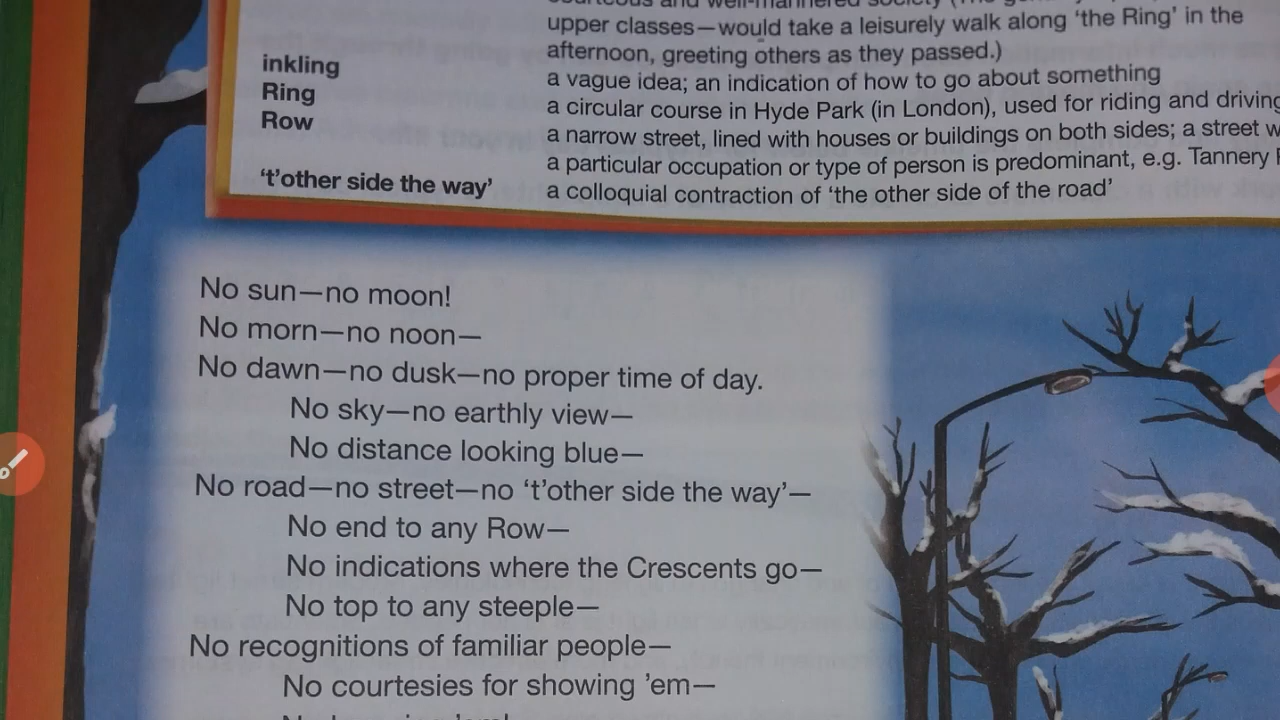 courteous and well-mannered society (The
upper classes—would take a leisurely walk along 'the Ring' in the
afternoon, greeting others as they passed.)
inkling a vague idea; an indication of how to go about something
Ring a circular course in Hyde Park (in London), used for riding and driving
Row a narrow street, lined with houses or buildings on both sides; a street
a particular occupation or type of person is predominant, e.g. Tannery
't'other side the way' a colloquial contraction of 'the other side of the road'
No sun—no moon!
No morn—no noon—
No dawn—no dusk—no proper time of day.
No sky—no earthly view—
No distance looking blue—
No road—no street—no 't'other side the way'—
No end to any Row—
No indications where the Crescents go—
No top to any steeple—
No recognitions of familiar people—
No courtesies for showing 'em—